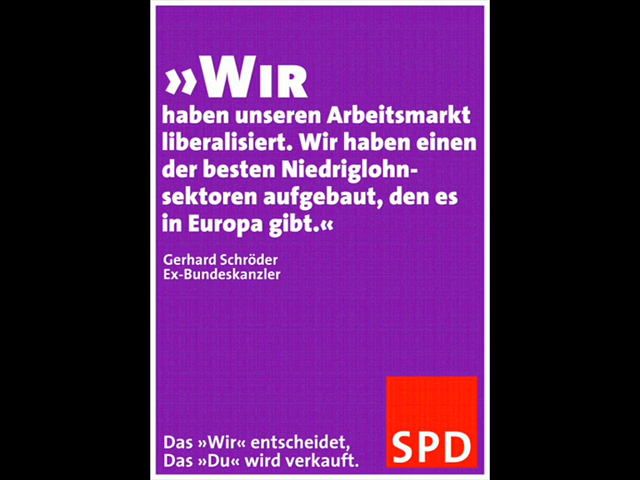 »WIR
haben unseren Arbeitsmarkt
liberalisiert. Wir haben einen
der besten Niedriglohn-
sektoren aufgebaut, den es
in Europa gibt.«
Gerhard Schröder
Ex-Bundeskanzler
Das »Wir« entscheidet,
Das »Du« wird verkauft.
SPD